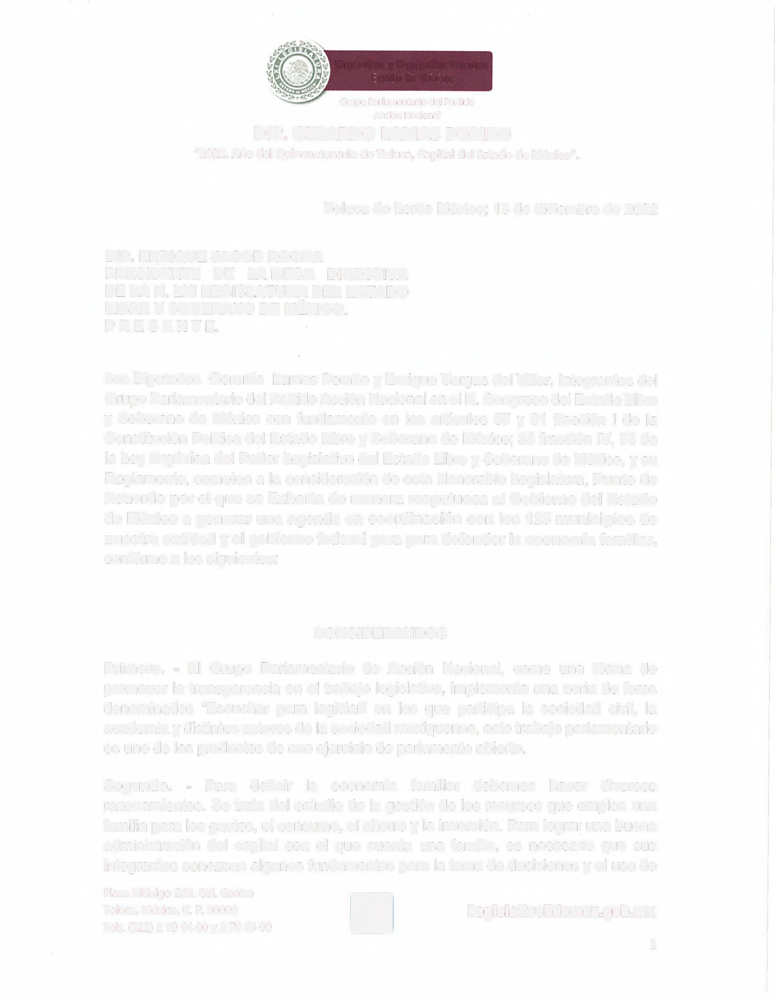 LXI LEGISLATURA
ESTADO DE MÉXICO
Diputadas y Diputados Locales
Estado de México
Grupo Parlamentario del Partido
Acción Nacional
DIP. GERARDO LAMAS POMBO
"2022. Año del Quincentenario de Toluca, Capital del Estado de México".
Toluca de Lerdo México; 13 de diciembre de 2022
DIP. ENRIQUE JACOB ROCHA
PRESIDENTE DE LA MESA DIRECTIVA
DE LA H. LXI LEGISLATURA DEL ESTADO
LIBRE Y SOBERANO DE MÉXICO.
P R E S E N T E.
Los Diputados Gerardo Lamas Pombo y Enrique Vargas del Villar, integrantes del
Grupo Parlamentario del Partido Acción Nacional en el H. Congreso del Estado Libre
y Soberano de México con fundamento en los artículos 57 y 61 fracción I de la
Constitución Política del Estado Libre y Soberano de México; 38 fracción IV, de
la Ley Orgánica del Poder Legislativo del Estado Libre y Soberano de México, y su
Reglamento, someten a la consideración de esta Honorable Legislatura, Punto de
Acuerdo por el que se Exhorta de manera respetuosa al Gobierno del Estado
de México a generar una agenda en coordinación con los 125 municipios de
nuestra entidad y el gobierno federal para para defender la economía familiar,
conforme a los siguientes:
CONSIDERANDOS
Primero. - El Grupo Parlamentario de Acción Nacional, como una forma de
promover la transparencia en el trabajo legislativo, implemento una serie de foros
denominados "Escuchar para legislar" en los que participa la sociedad civil, la
academia y distintos actores de la sociedad mexiquense, este trabajo parlamentario
es uno de los productos de ese ejercicio de parlamento abierto.
Segundo. - Para definir la economía familiar debemos hacer diversos
razonamientos. Se trata del estudio de la gestión de los recursos que emplea una
familia para los gastos, el consumo, el ahorro y la inversión. Para lograr una buena
administración del capital con el que cuenta una familia, es necesario que sus
integrantes conozcan algunos fundamentos para la toma de decisiones y el uso de
Plaza Hidalgo S/N. Col. Centro
Toluca, México, C. P. 50000
Tels. (722) 2 79 64 00 y 2 79 65 00
legislativoedomex.gob.mx
1